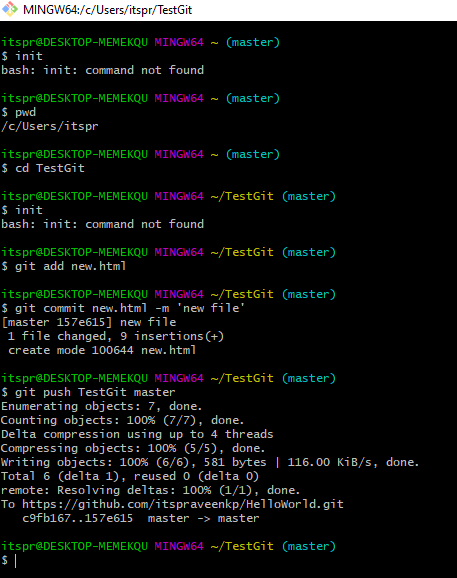 MINGW64:/c/Users/itspr/TestGit
itspr@DESKTOP-MEMEKQU MINGW64 ~ (master)
$ init
bash: init: command not found
itspr@DESKTOP-MEMEKQU MINGW64 ~ (master)
$ pwd
/c/Users/itspr
itspr@DESKTOP-MEMEKQU MINGW64 ~ (master)
$ cd TestGit
itspr@DESKTOP-MEMEKQU MINGW64 ~/TestGit (master)
$ init
bash: init: command not found
itspr@DESKTOP-MEMEKQU MINGW64 ~/TestGit (master)
$ git add new.html
itspr@DESKTOP-MEMEKQU MINGW64 ~/TestGit (master)
$ git commit new.html -m 'new file'
[master 157e615] new file
 1 file changed, 9 insertions(+)
 create mode 100644 new.html
itspr@DESKTOP-MEMEKQU MINGW64 ~/TestGit (master)
$ git push TestGit master
Enumerating objects: 7, done.
Counting objects: 100% (7/7), done.
Delta compression using up to 4 threads
Compressing objects: 100% (5/5), done.
Writing objects: 100% (6/6), 581 bytes | 116.00 KiB/s, done.
Total 6 (delta 1), reused 0 (delta 0)
remote: Resolving deltas: 100% (1/1), done.
To https://github.com/itspraveenkp/HelloWorld.git
   c9fb167..157e615  master -> master
itspr@DESKTOP-MEMEKQU MINGW64 ~/TestGit (master)
$